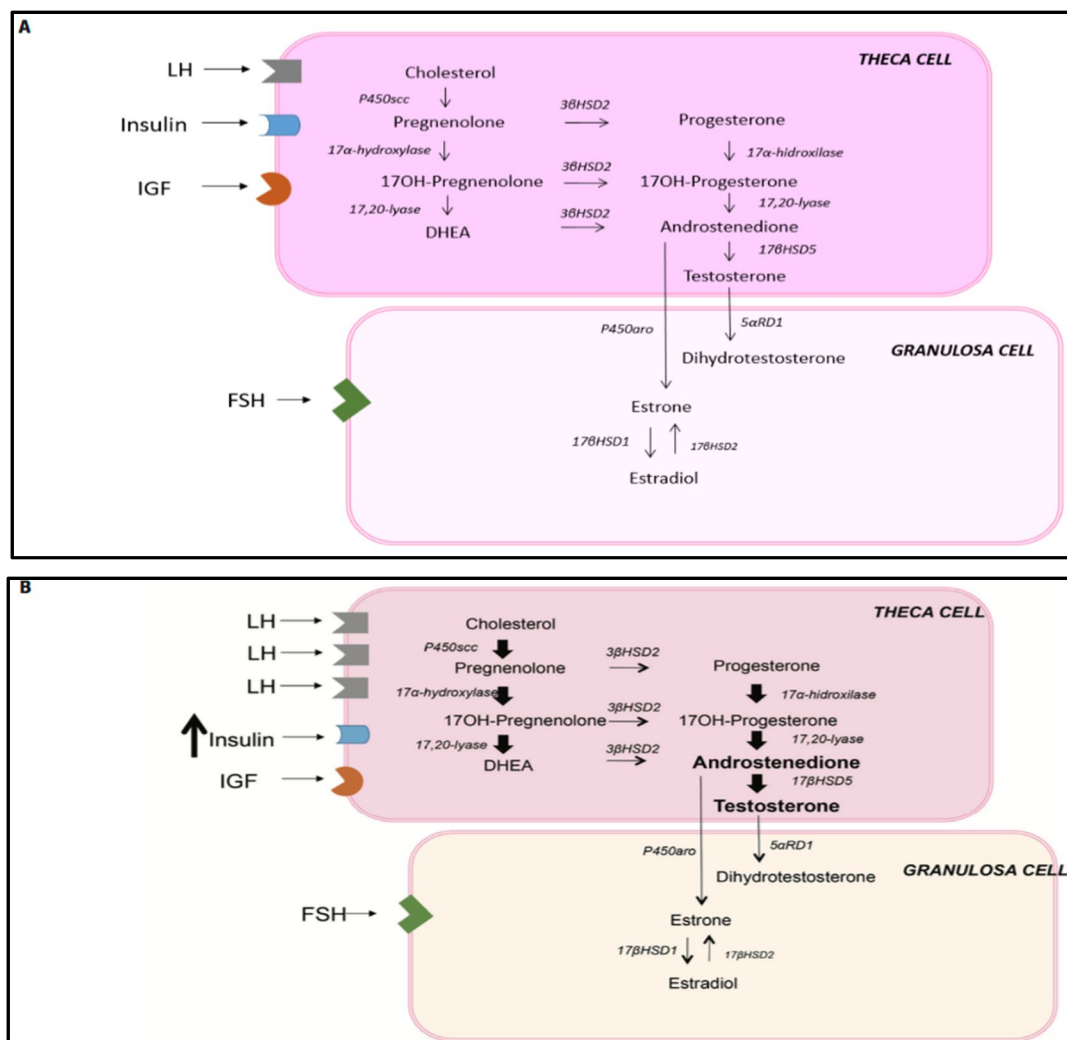 A
THECA CELL
LH
Cholesterol
P450scc
3βHSD2
Insulin
Pregnenolone
Progesterone
17α-hydroxylase
17α-hidroxilase
3βHSD2
IGF
17OH-Pregnenolone
17OH-Progesterone
17,20-lyase
3βHSD2
17,20-lyase
DHEA
Androstenedione
17βHSD5
Testosterone
P450aro
5αRD1
GRANULOSA CELL
Dihydrotestosterone
FSH
Estrone
17βHSD1
17βHSD2
Estradiol
B
THECA CELL
LH
Cholesterol
P450scc
3βHSD2
LH
Pregnenolone
Progesterone
LH
17α-hydroxylase
17α-hidroxilase
3βHSD2
17OH-Pregnenolone
17OH-Progesterone
Insulin
17,20-lyase
3βHSD2
17,20-lyase
DHEA
Androstenedione
IGF
17βHSD5
Testosterone
P450aro
5αRD1
GRANULOSA CELL
Dihydrotestosterone
FSH
Estrone
17βHSD1
17βHSD2
Estradiol